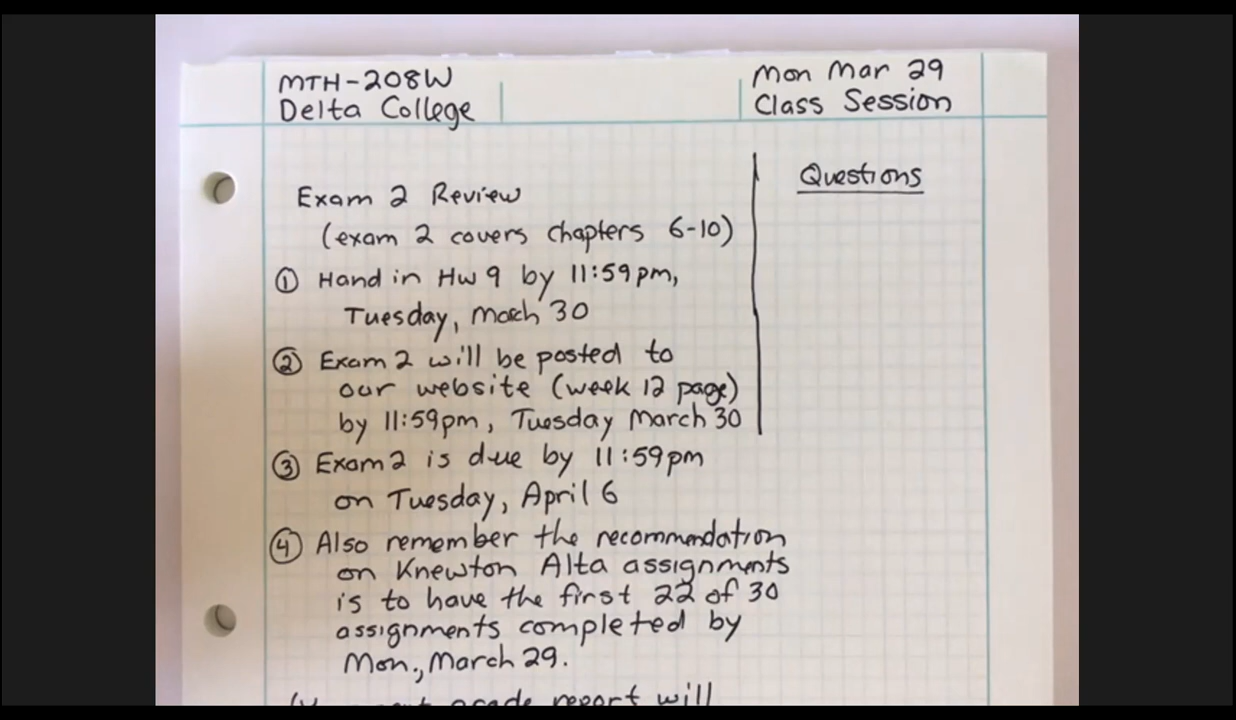 MTH-208W
Delta College
Mon Mar 29
Class Session
Exam 2 Review
(exam 2 covers chapters 6-10)
① Hand in HW 9 by 11:59pm,
Tuesday, March 30
② Exam 2 will be posted to
our website (week 12 page)
by 11:59pm, Tuesday March 30
③ Exam 2 is due by 11:59pm
on Tuesday, April 6
④ Also remember the recommendation
on Knewton Alta assignments
is to have the first 22 of 30
assignments completed by
Mon., March 29.
grade report will
Questions